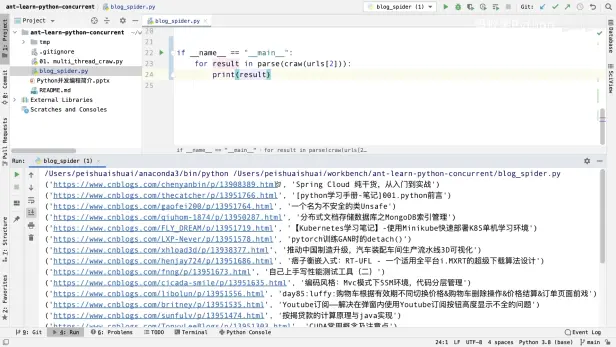 ant-learn-python-concurrent
blog_spider.py
blog_spider (1)
Git:
Project
blog_spider.py
1: Project
Commit
Pull Requests
Structure
2: Favorites
Database
SciView
ant-learn-python-concurrent
tmp
.gitignore
01. multi_thread_craw.py
blog_spider.py
Python并发编程简介.pptx
README.md
External Libraries
Scratches and Consoles
20
21
22
23
24
25
if __name__ == "__main__":
for result in parse(craw(urls[2])):
print(result)
if __name__ == "__main__"
for result in parse(craw(urls[2…
Run:
blog_spider (1)
/Users/peishuaishuai/anaconda3/bin/python /Users/peishuaishuai/workbench/ant-learn-python-concurrent/blog_spider.py
('https://www.cnblogs.com/chenyanbin/p/13908389.html', 'Spring Cloud 纯干货，从入门到实战')
('https://www.cnblogs.com/thecatcher/p/13951766.html', '[python学习手册-笔记]001.python前言')
('https://www.cnblogs.com/gaofei200/p/13951764.html', '一个名为不安全的类Unsafe')
('https://www.cnblogs.com/qiuhom-1874/p/13950287.html', '分布式文档存储数据库之MongoDB索引管理')
('https://www.cnblogs.com/FLY_DREAM/p/13951719.html', '【Kubernetes学习笔记】-使用Minikube快速部署K8S单机学习环境')
('https://www.cnblogs.com/LXP-Never/p/13951578.html', 'pytorch训练GAN时的detach()')
('https://www.cnblogs.com/iupad3d/p/13938377.html', '推动中国制造升级，汽车装配车间生产流水线3D可视化')
('https://www.cnblogs.com/henjay724/p/13951686.html', '痞子衡嵌入式：RT-UFL - 一个适用全平台i.MXRT的超级下载算法设计')
('https://www.cnblogs.com/fnng/p/13951673.html', '自己上手写性能测试工具（二）')
('https://www.cnblogs.com/cicada-smile/p/13951635.html', '编码风格：Mvc模式下SSM环境，代码分层管理')
('https://www.cnblogs.com/libolun/p/13951556.html', 'day85:luffy:购物车根据有效期不同切换价格&购物车删除操作&价格结算&订单页面前戏')
('https://www.cnblogs.com/britney/p/13951535.html', 'Youtube订阅——解决在弹窗内使用Youtube订阅按钮高度显示不全的问题')
('https://www.cnblogs.com/sunfyyy/p/13951474.html', '按揭贷款的计算原理与java实现')
9: Git
4: Run
6: Problems
TODO
Terminal
Python Console
Event Log
24:1
LF
UTF-8
4 spaces
Python 3.8 (base)
main